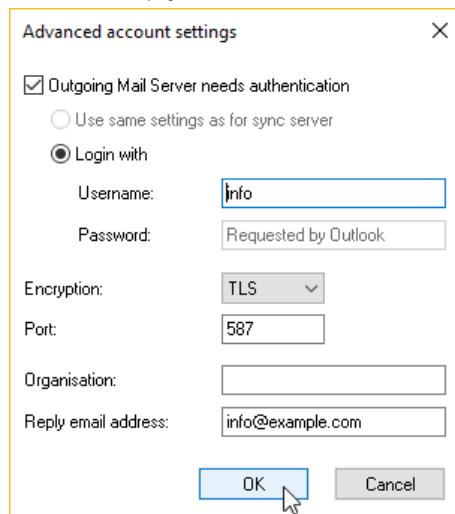 Advanced account settings
Outgoing Mail Server needs authentication
Use same settings as for sync server
Login with
Username: info
Password: Requested by Outlook
Encryption: TLS
Port: 587
Organisation:
Reply email address: info@example.com
OK Cancel